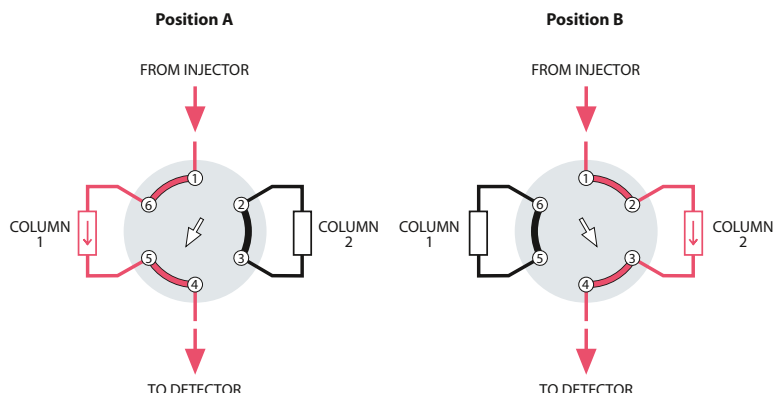 Position A
Position B
FROM INJECTOR
FROM INJECTOR
1
6
2
5
3
4
COLUMN
1
COLUMN
2
1
6
2
5
3
4
COLUMN
1
COLUMN
2
TO DETECTOR
TO DETECTOR